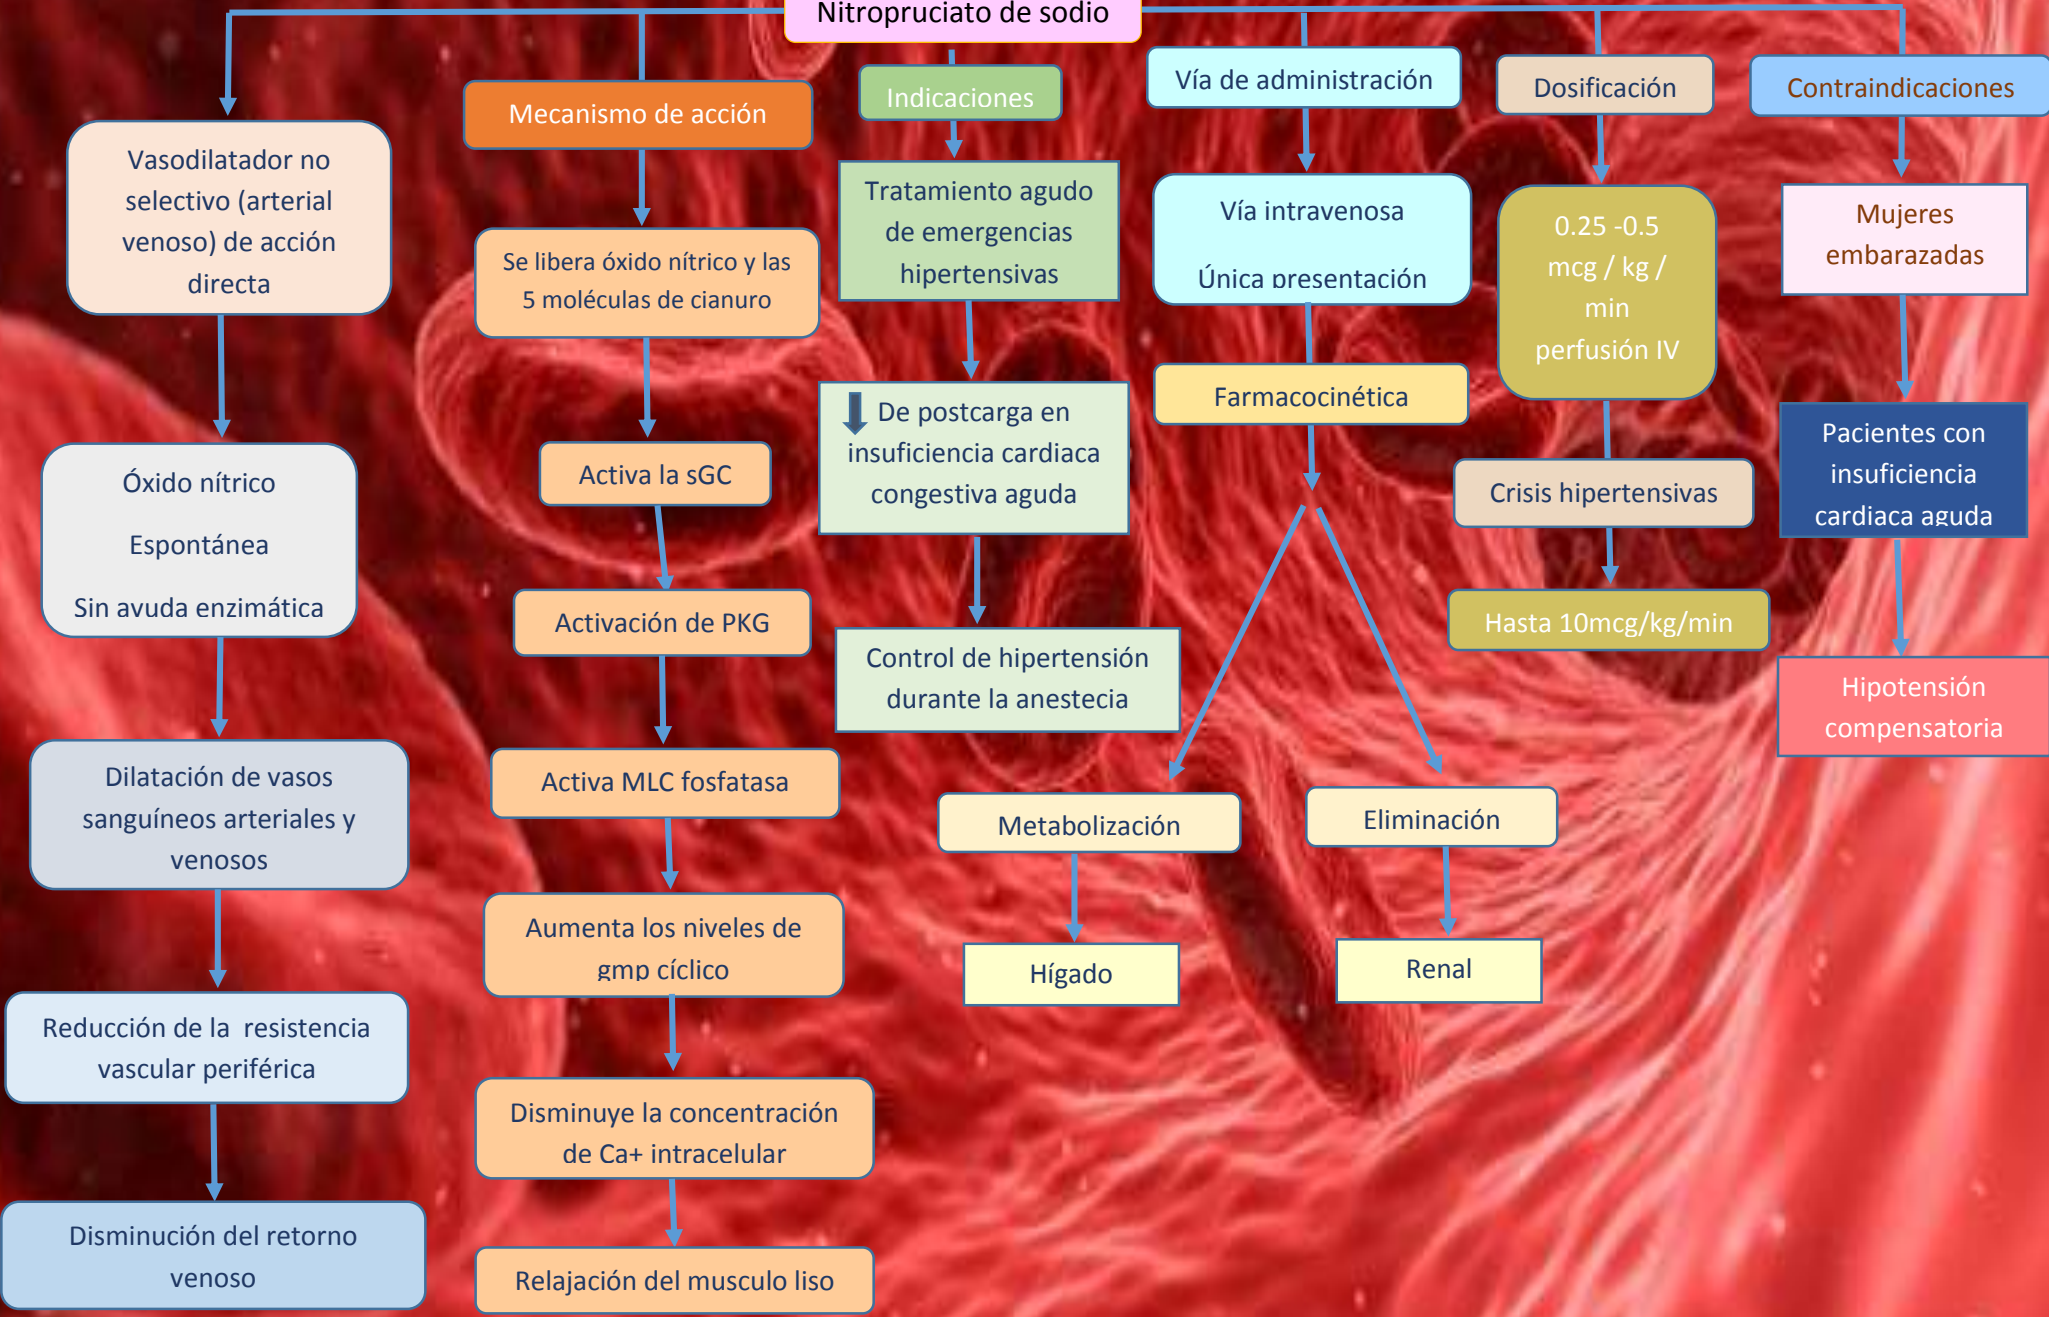 Nitropruciato de sodio
Vasodilatador no
selectivo (arterial
venoso) de acción
directa
Óxido nítrico
Espontánea
Sin ayuda enzimática
Dilatación de vasos
sanguíneos arteriales y
venosos
Reducción de la resistencia
vascular periférica
Disminución del retorno
venoso
Mecanismo de acción
Se libera óxido nítrico y las
5 moléculas de cianuro
Activa la sGC
Activación de PKG
Activa MLC fosfatasa
Aumenta los niveles de
gmp cíclico
Disminuye la concentración
de Ca+ intracelular
Relajación del musculo liso
Indicaciones
Tratamiento agudo
de emergencias
hipertensivas
De postcarga en
insuficiencia cardiaca
congestiva aguda
Control de hipertensión
durante la anestecia
Vía de administración
Vía intravenosa
Única presentación
Farmacocinética
Metabolización
Hígado
Eliminación
Renal
Dosificación
0.25 -0.5
mcg / kg /
min
perfusión IV
Crisis hipertensivas
Hasta 10mcg/kg/min
Contraindicaciones
Mujeres
embarazadas
Pacientes con
insuficiencia
cardiaca aguda
Hipotensión
compensatoria